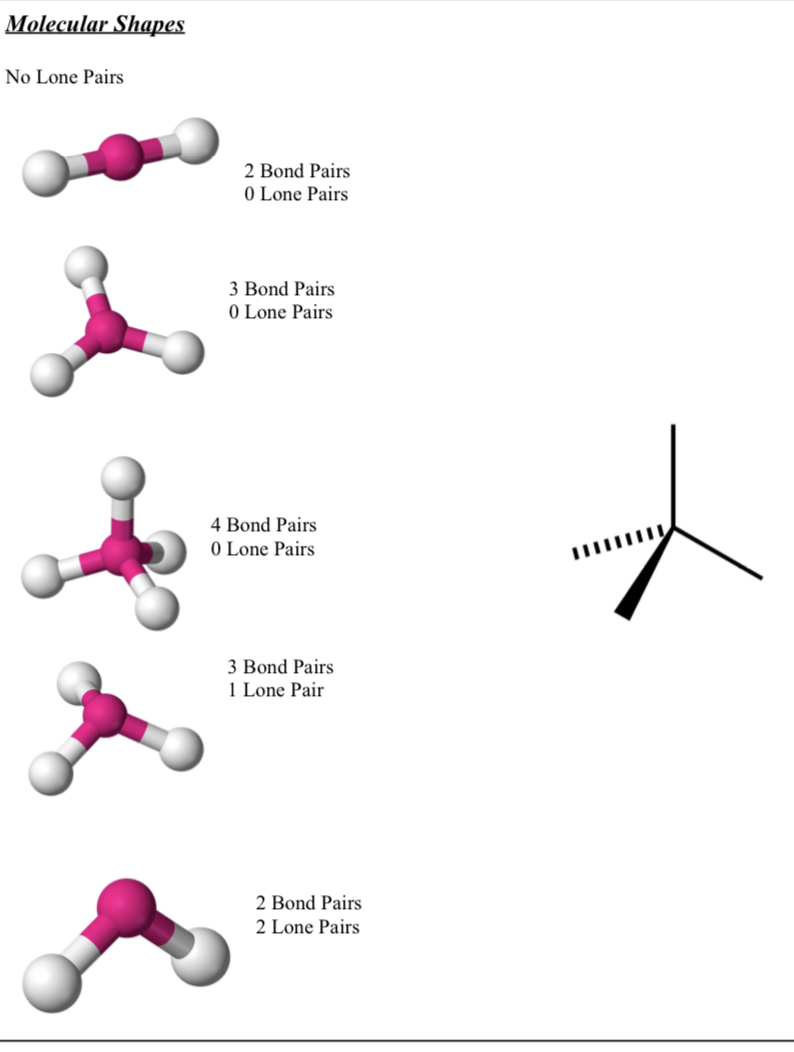 Molecular Shapes
No Lone Pairs
2 Bond Pairs
0 Lone Pairs
3 Bond Pairs
0 Lone Pairs
4 Bond Pairs
0 Lone Pairs
3 Bond Pairs
1 Lone Pair
2 Bond Pairs
2 Lone Pairs